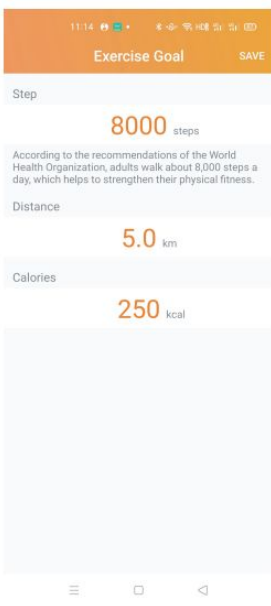 11:14
Exercise Goal SAVE
Step
8000 steps
According to the recommendations of the World
Health Organization, adults walk about 8,000 steps a
day, which helps to strengthen their physical fitness.
Distance
5.0 km
Calories
250 kcal